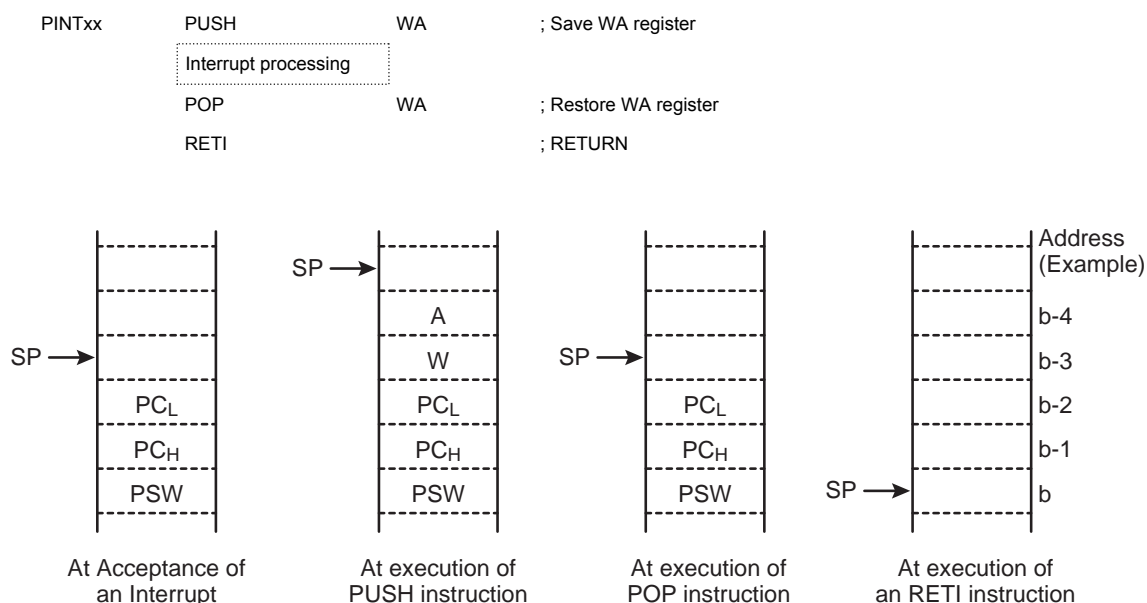 PINTxx PUSH WA ; Save WA register
Interrupt processing
POP WA ; Restore WA register
RETI ; RETURN
Address
(Example)
SP
A b-4
SP W SP b-3
PCL PCL PCL b-2
PCH PCH PCH b-1
PSW PSW PSW SP b
At Acceptance of
an Interrupt
At execution of
PUSH instruction
At execution of
POP instruction
At execution of
an RETI instruction